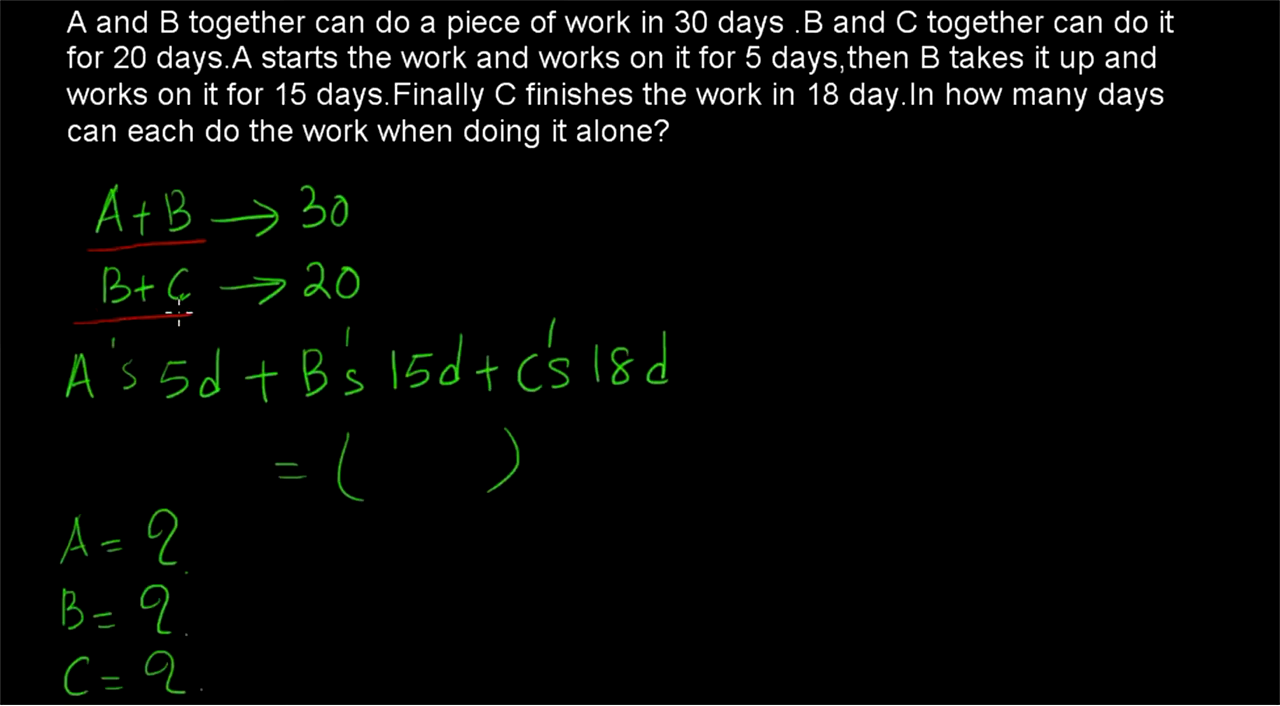 A and B together can do a piece of work in 30 days .B and C together can do it
for 20 days.A starts the work and works on it for 5 days,then B takes it up and
works on it for 15 days.Finally C finishes the work in 18 day.In how many days
can each do the work when doing it alone?
A+B → 30
B+C → 20
A's 5d + B's 15d + C's 18d
= ( )
A = ?
B = ?
C = ?